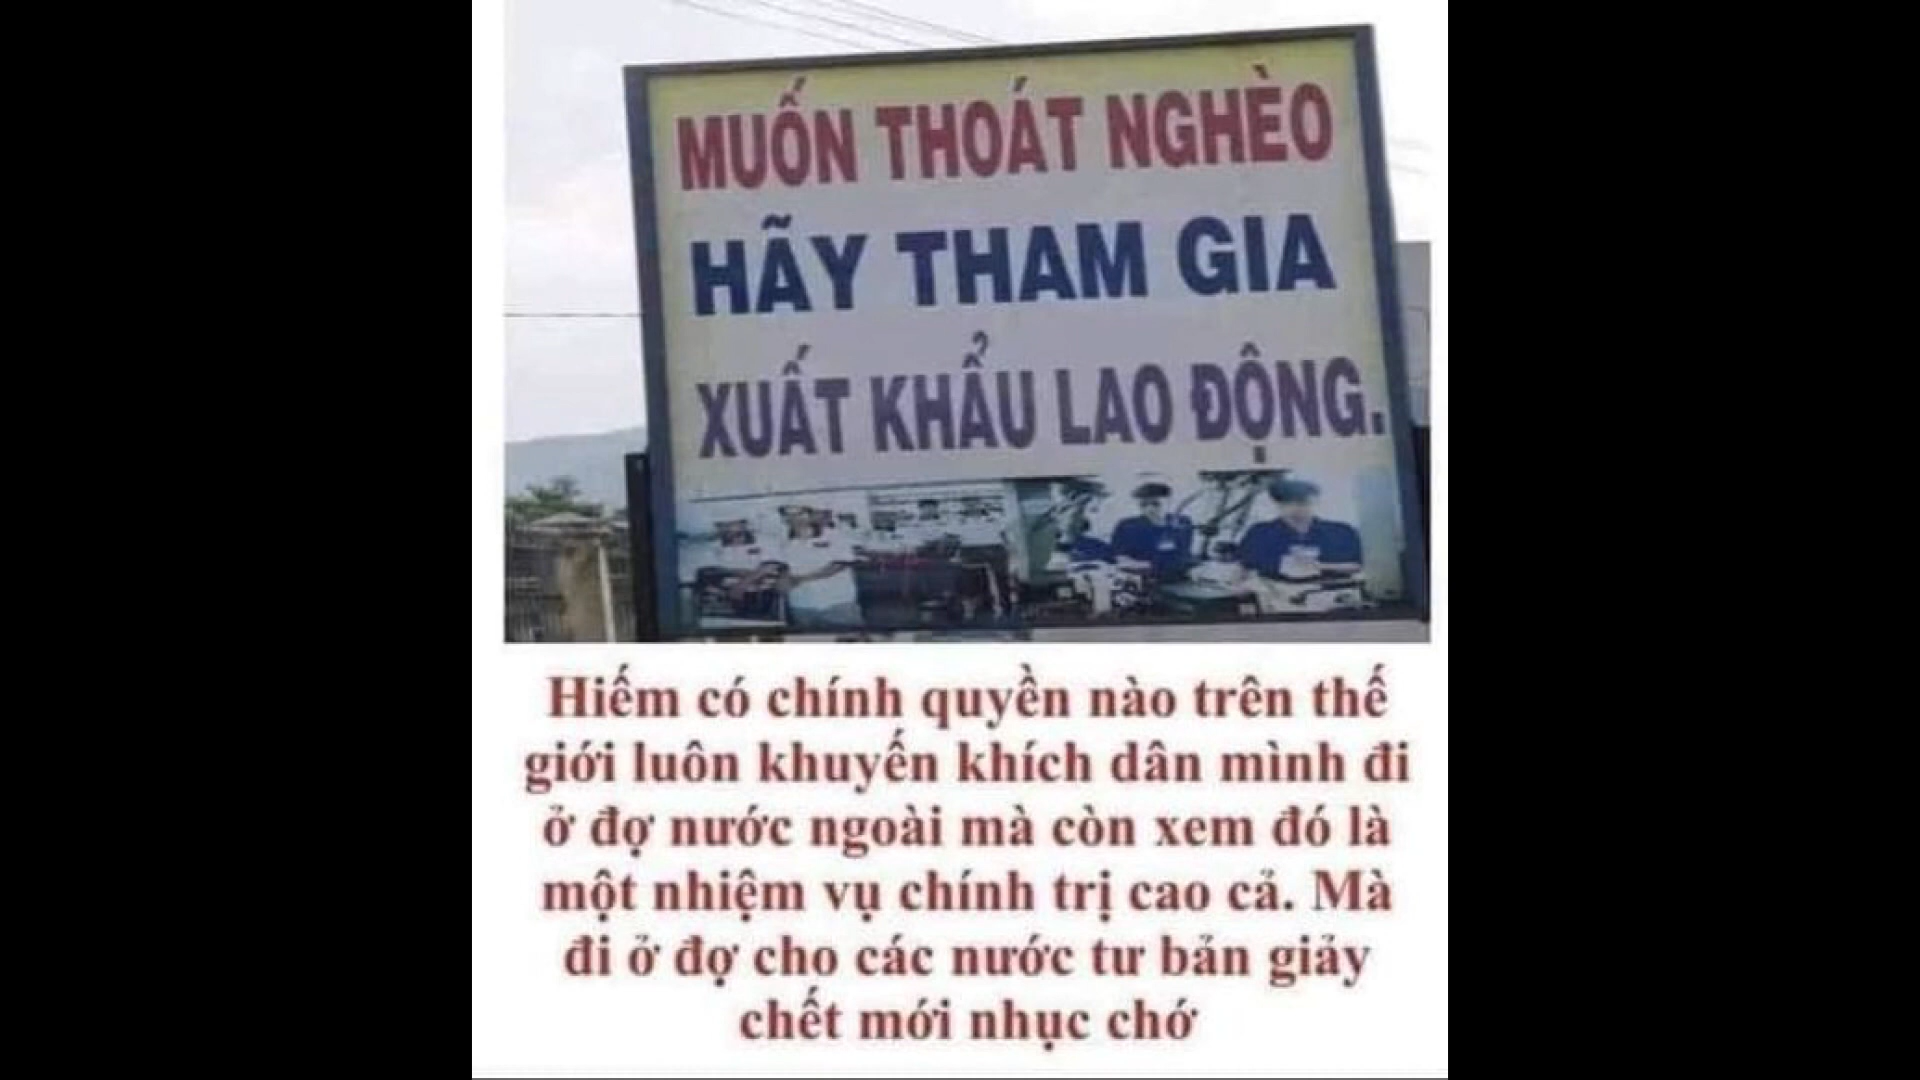 MUỐN THOÁT NGHÈO
HÃY THAM GIA
XUẤT KHẨU LAO ĐỘNG.
Hiếm có chính quyền nào trên thế
giới luôn khuyến khích dân mình đi
ở đợ nước ngoài mà còn xem đó là
một nhiệm vụ chính trị cao cả. Mà
đi ở đợ cho các nước tư bản giảy
chết mới nhục chớ